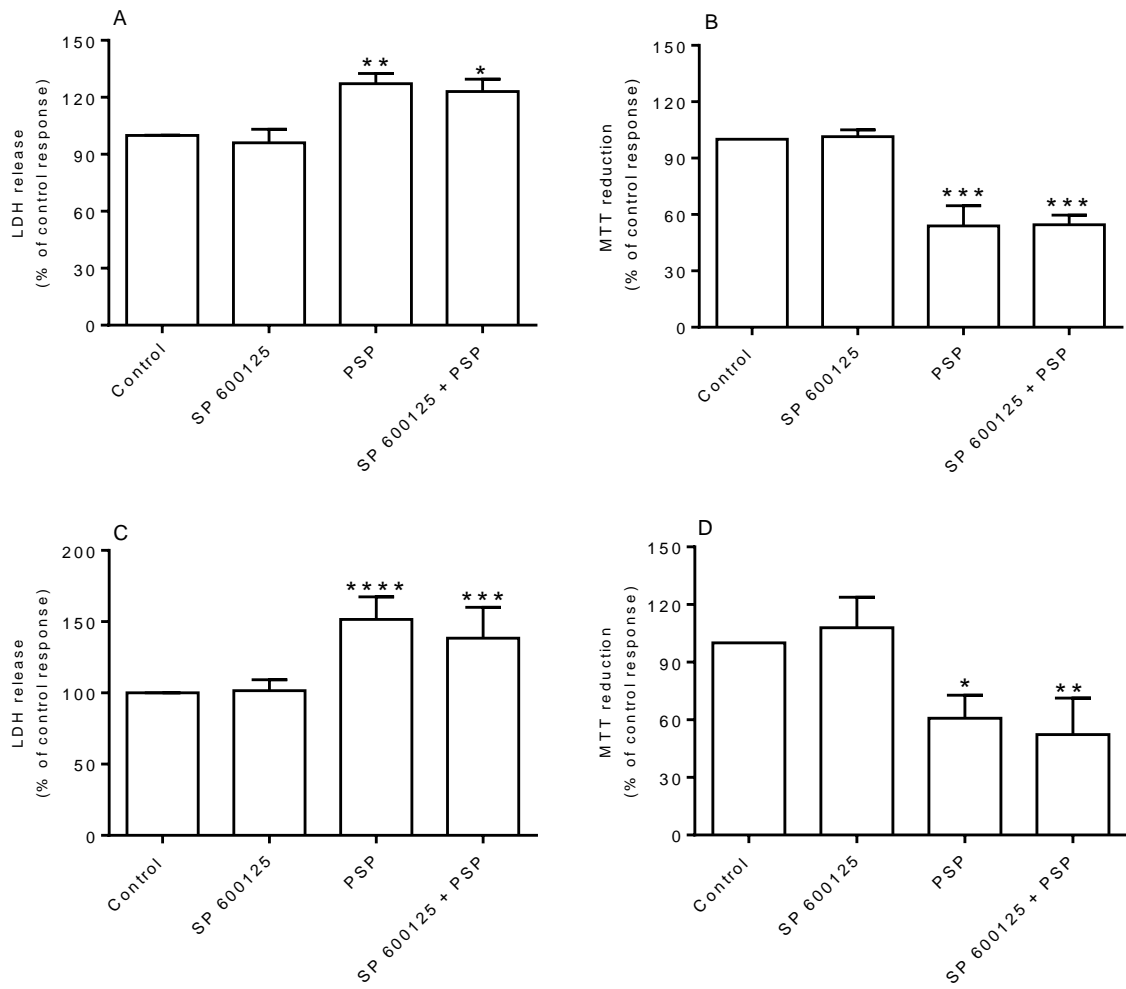 A
LDH release
(% of control response)
150
120
90
60
30
0
**
*
Control
SP 600125
PSP
SP 600125 + PSP
B
MTT reduction
(% of control response)
150
120
90
60
30
0
***
***
Control
SP 600125
PSP
SP 600125 + PSP
C
LDH release
(% of control response)
200
150
100
50
0
****
***
Control
SP 600125
PSP
SP 600125 + PSP
D
MTT reduction
(% of control response)
150
120
90
60
30
0
*
**
Control
SP 600125
PSP
SP 600125 + PSP